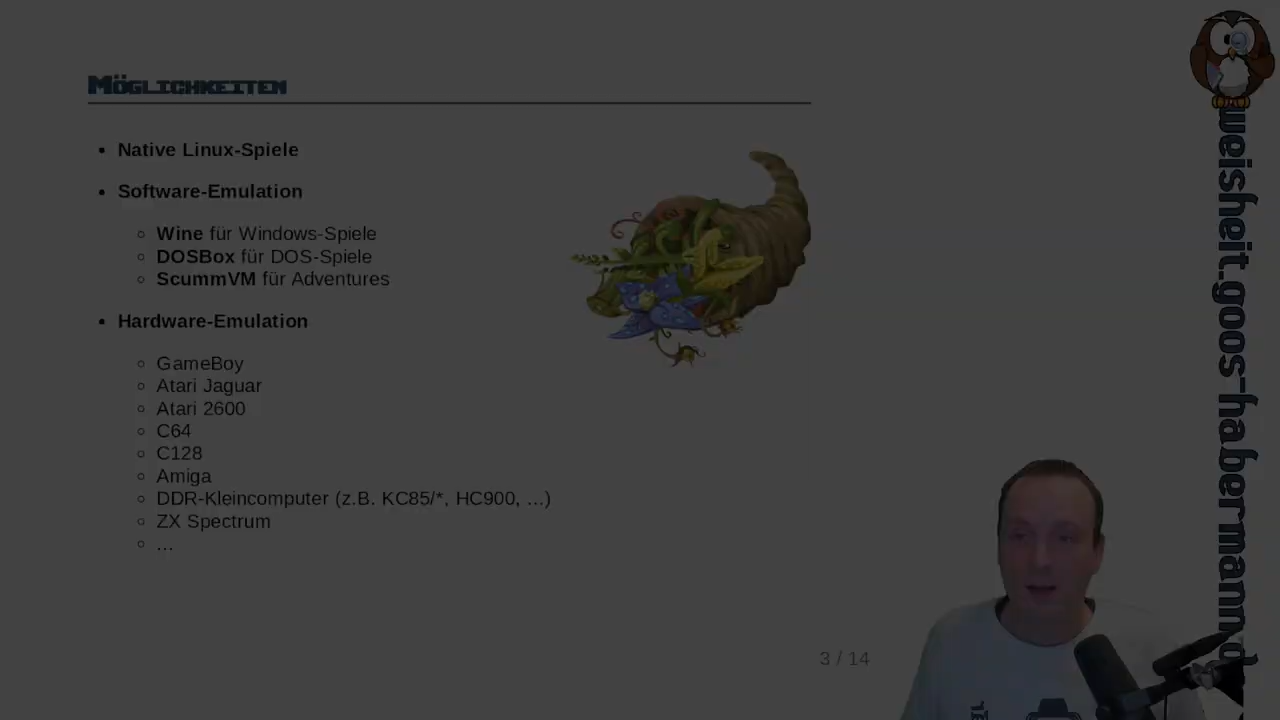 Möglichkeiten
Native Linux-Spiele
Software-Emulation
Wine für Windows-Spiele
DOSBox für DOS-Spiele
ScummVM für Adventures
Hardware-Emulation
GameBoy
Atari Jaguar
Atari 2600
C64
C128
Amiga
DDR-Kleincomputer (z.B. KC85/*, HC900, ...)
ZX Spectrum
...
3 / 14
weisheit.goos-habermann.d